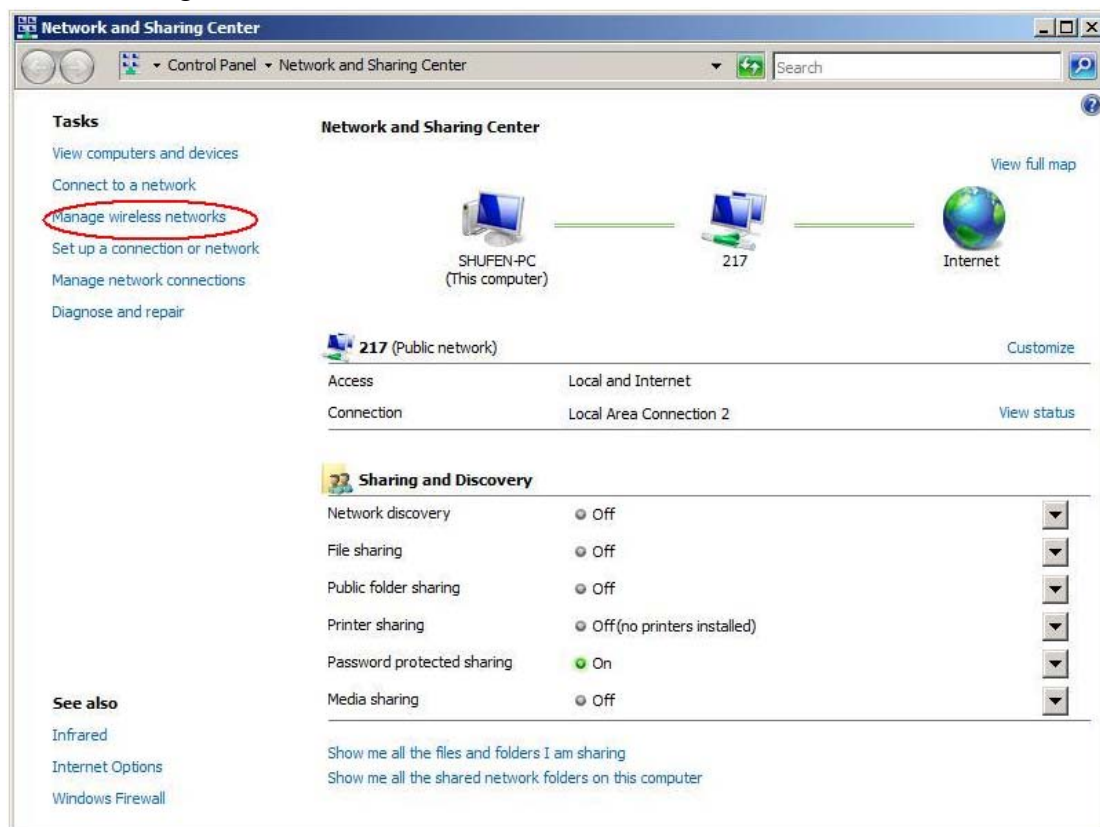 Network and Sharing Center
Control Panel Network and Sharing Center Search
Tasks
View computers and devices
Connect to a network
Manage wireless networks
Set up a connection or network
Manage network connections
Diagnose and repair
Network and Sharing Center
View full map
SHUFEN-PC
(This computer)
217
Internet
217 (Public network) Customize
Access Local and Internet
Connection Local Area Connection 2 View status
Sharing and Discovery
Network discovery Off
File sharing Off
Public folder sharing Off
Printer sharing Off(no printers installed)
Password protected sharing On
Media sharing Off
Show me all the files and folders I am sharing
Show me all the shared network folders on this computer
See also
Infrared
Internet Options
Windows Firewall